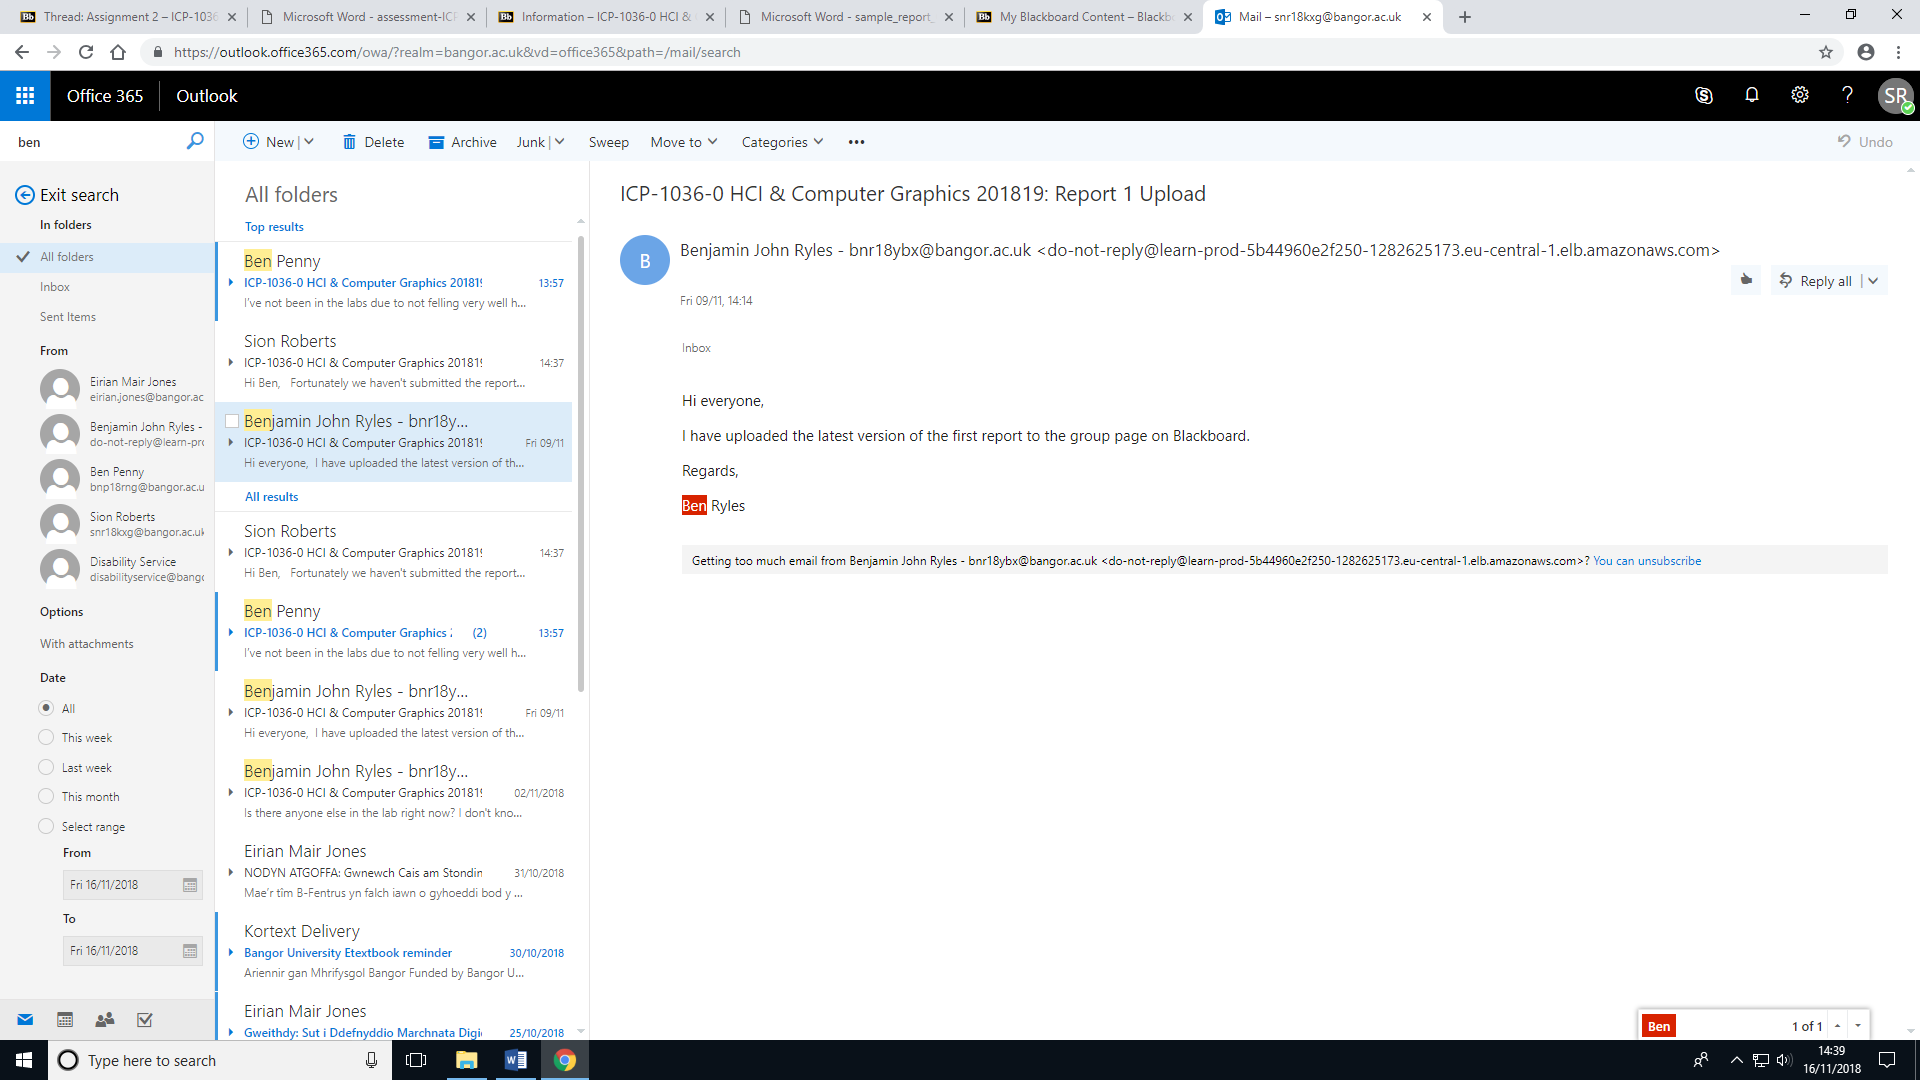 Thread: Assignment 2 – ICP-1036
Microsoft Word - assessment-ICP
Information – ICP-1036-0 HCI &
Microsoft Word - sample_report_
My Blackboard Content – Blackb
Mail – snr18kxg@bangor.ac.uk
https://outlook.office365.com/owa/?realm=bangor.ac.uk&vd=office365&path=/mail/search
Office 365
Outlook
SR
ben
New
Delete
Archive
Junk
Sweep
Move to
Categories
Undo
Exit search
In folders
All folders
Inbox
Sent Items
From
Eirian Mair Jones
eirian.jones@bangor.ac
Benjamin John Ryles -
do-not-reply@learn-pro
Ben Penny
bnp18rng@bangor.ac.u
Sion Roberts
snr18kxg@bangor.ac.uk
Disability Service
disabilityservice@bango
Options
With attachments
Date
All
This week
Last week
This month
Select range
From
Fri 16/11/2018
To
Fri 16/11/2018
All folders
Top results
Ben Penny
ICP-1036-0 HCI & Computer Graphics 201819
13:57
I've not been in the labs due to not felling very well h...
Sion Roberts
ICP-1036-0 HCI & Computer Graphics 201819
14:37
Hi Ben, Fortunately we haven't submitted the report...
Benjamin John Ryles - bnr18y...
ICP-1036-0 HCI & Computer Graphics 201819
Fri 09/11
Hi everyone, I have uploaded the latest version of th...
All results
Sion Roberts
ICP-1036-0 HCI & Computer Graphics 201819
14:37
Hi Ben, Fortunately we haven't submitted the report...
Ben Penny
ICP-1036-0 HCI & Computer Graphics 2
(2)
13:57
I've not been in the labs due to not felling very well h...
Benjamin John Ryles - bnr18y...
ICP-1036-0 HCI & Computer Graphics 201819
Fri 09/11
Hi everyone, I have uploaded the latest version of th...
Benjamin John Ryles - bnr18y...
ICP-1036-0 HCI & Computer Graphics 201819
02/11/2018
Is there anyone else in the lab right now? I don't kno...
Eirian Mair Jones
NODYN ATGOFFA: Gwnewch Cais am Stondin
31/10/2018
Mae'r tîm B-Fentrus yn falch iawn o gyhoeddi bod y ...
Kortext Delivery
Bangor University Etextbook reminder
30/10/2018
Ariennir gan Mhrifysgol Bangor Funded by Bangor U...
Eirian Mair Jones
Gweithdy: Sut i Ddefnyddio Marchnata Digi
25/10/2018
ICP-1036-0 HCI & Computer Graphics 201819: Report 1 Upload
B
Benjamin John Ryles - bnr18ybx@bangor.ac.uk <do-not-reply@learn-prod-5b44960e2f250-1282625173.eu-central-1.elb.amazonaws.com>
Reply all
Fri 09/11, 14:14
Inbox
Hi everyone,
I have uploaded the latest version of the first report to the group page on Blackboard.
Regards,
Ben Ryles
Getting too much email from Benjamin John Ryles - bnr18ybx@bangor.ac.uk <do-not-reply@learn-prod-5b44960e2f250-1282625173.eu-central-1.elb.amazonaws.com>? You can unsubscribe
Ben
1 of 1
Type here to search
14:39
16/11/2018